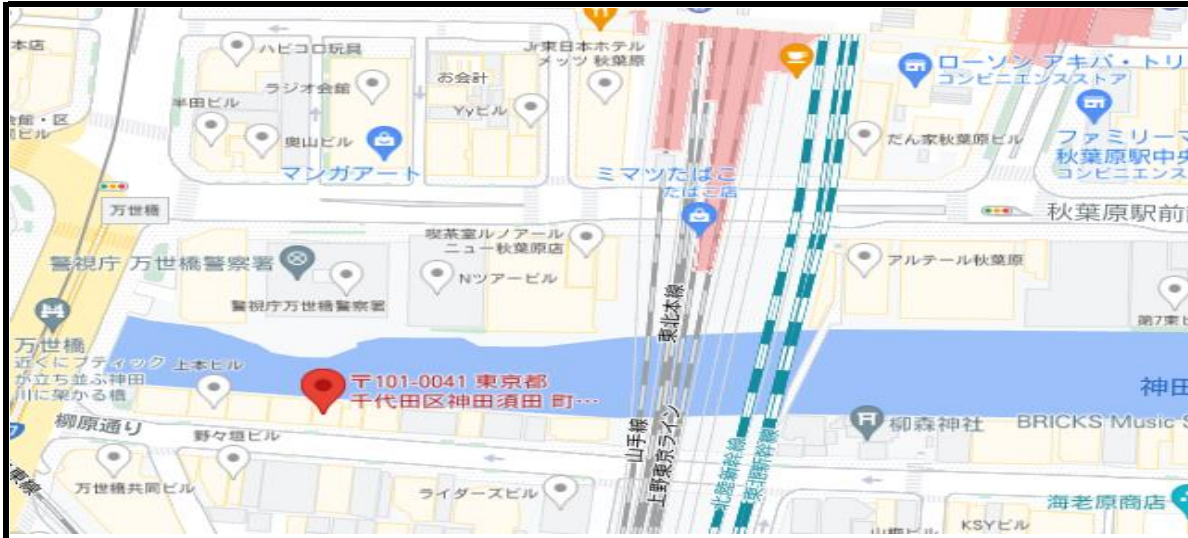 本店
ハビコロ玩具
Jr東日本ホテル
メッツ 秋葉原
ローソン アキバ・トリ
コンビニエンスストア
お会計
ラジオ会館
半田ビル
Yyビル
会館・区
奥山ビル
だん家秋葉原ビル
ファミリーマ
秋葉原駅中央
コンビニエンス
マンガアート
ミマツたばこ
たばこ店
万世橋
秋葉原駅前
喫茶室ルノアール
ニュー秋葉原店
警視庁 万世橋警察署
アルテール秋葉原
Nツアービル
警視庁万世橋警察署
東北本線
第7東ビ
万世橋
近くにブティック
が立ち並ぶ神田
川に架かる橋
上本ビル
〒101-0041 東京都
千代田区神田須田 町…
神田
柳原通り
野々垣ビル
山手線
上野東京ライン
北陸新幹線
東北新幹線
柳森神社
BRICKS Music S
万世橋共同ビル
ライダーズビル
海老原商店
KSYビル